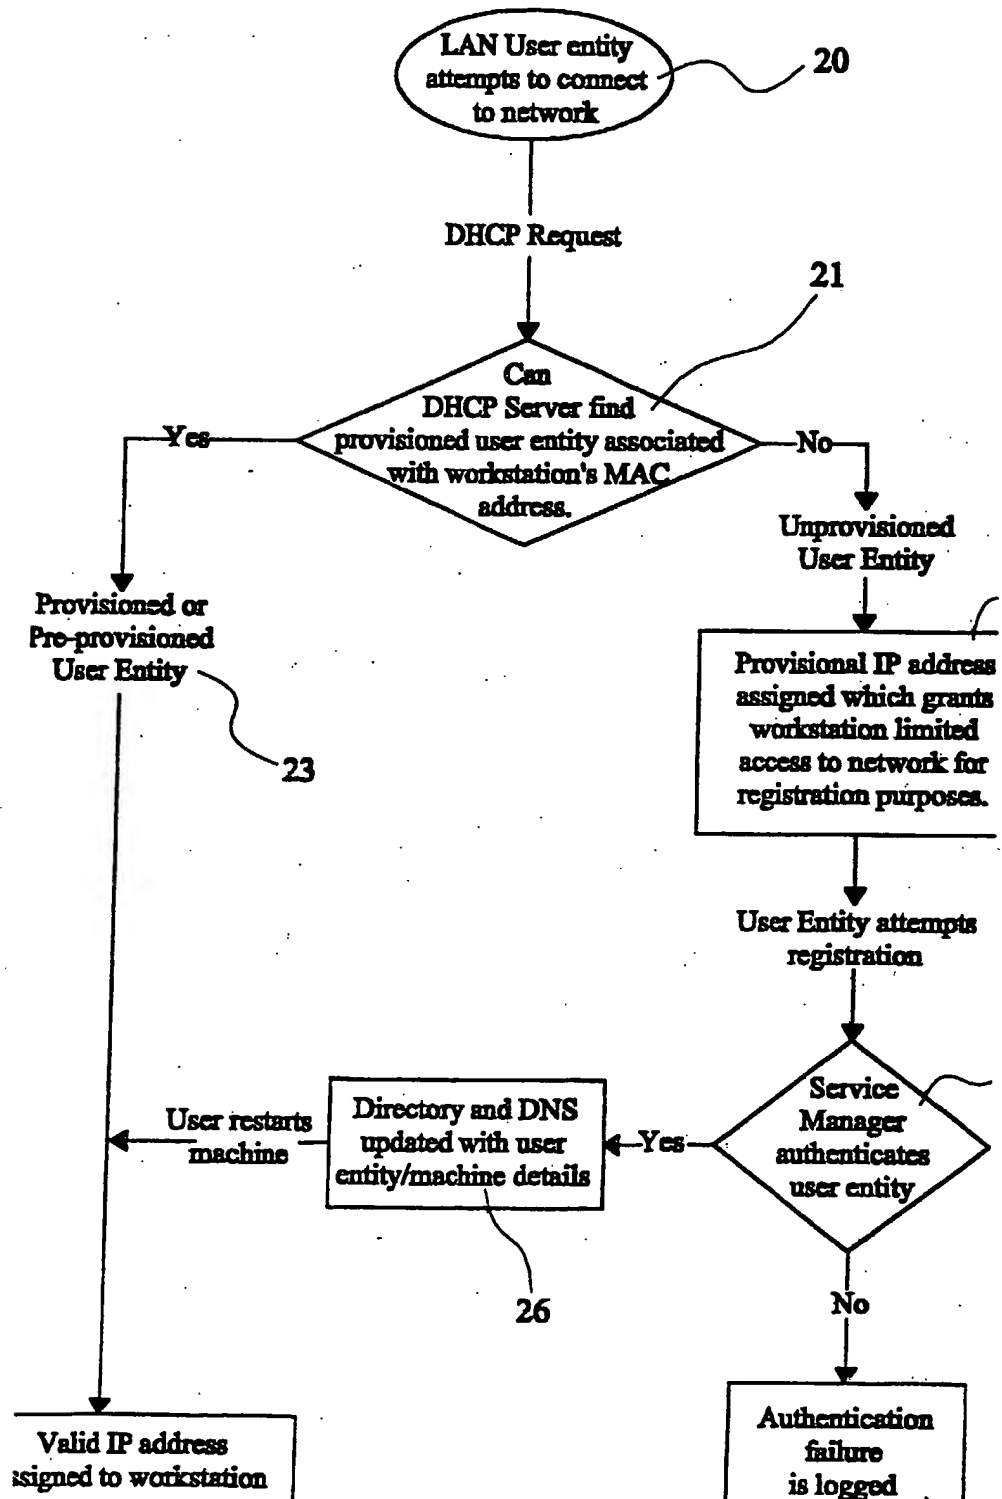 LAN User entity
attempts to connect
to network
20
DHCP Request
21
Can
DHCP Server find
provisioned user entity associated
with workstation's MAC
address.
Yes
No
Unprovisioned
User Entity
Provisioned or
Pre-provisioned
User Entity
23
Provisional IP address
assigned which grants
workstation limited
access to network for
registration purposes.
User Entity attempts
registration
Service
Manager
authenticates
user entity
Yes
Directory and DNS
updated with user
entity/machine details
User restarts
machine
26
No
Valid IP address
ssigned to workstation
Authentication
failure
is logged